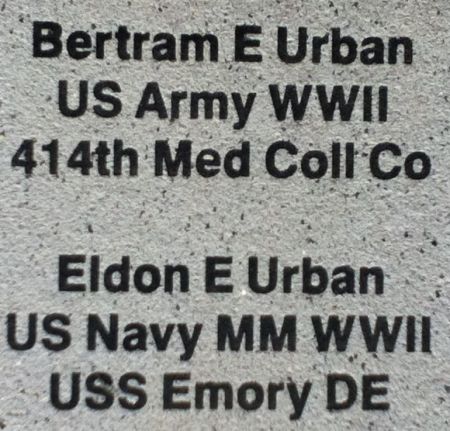 Bertram E Urban
US Army WWII
414th Med Coll Co
Eldon E Urban
US Navy MM WWII
USS Emory DE